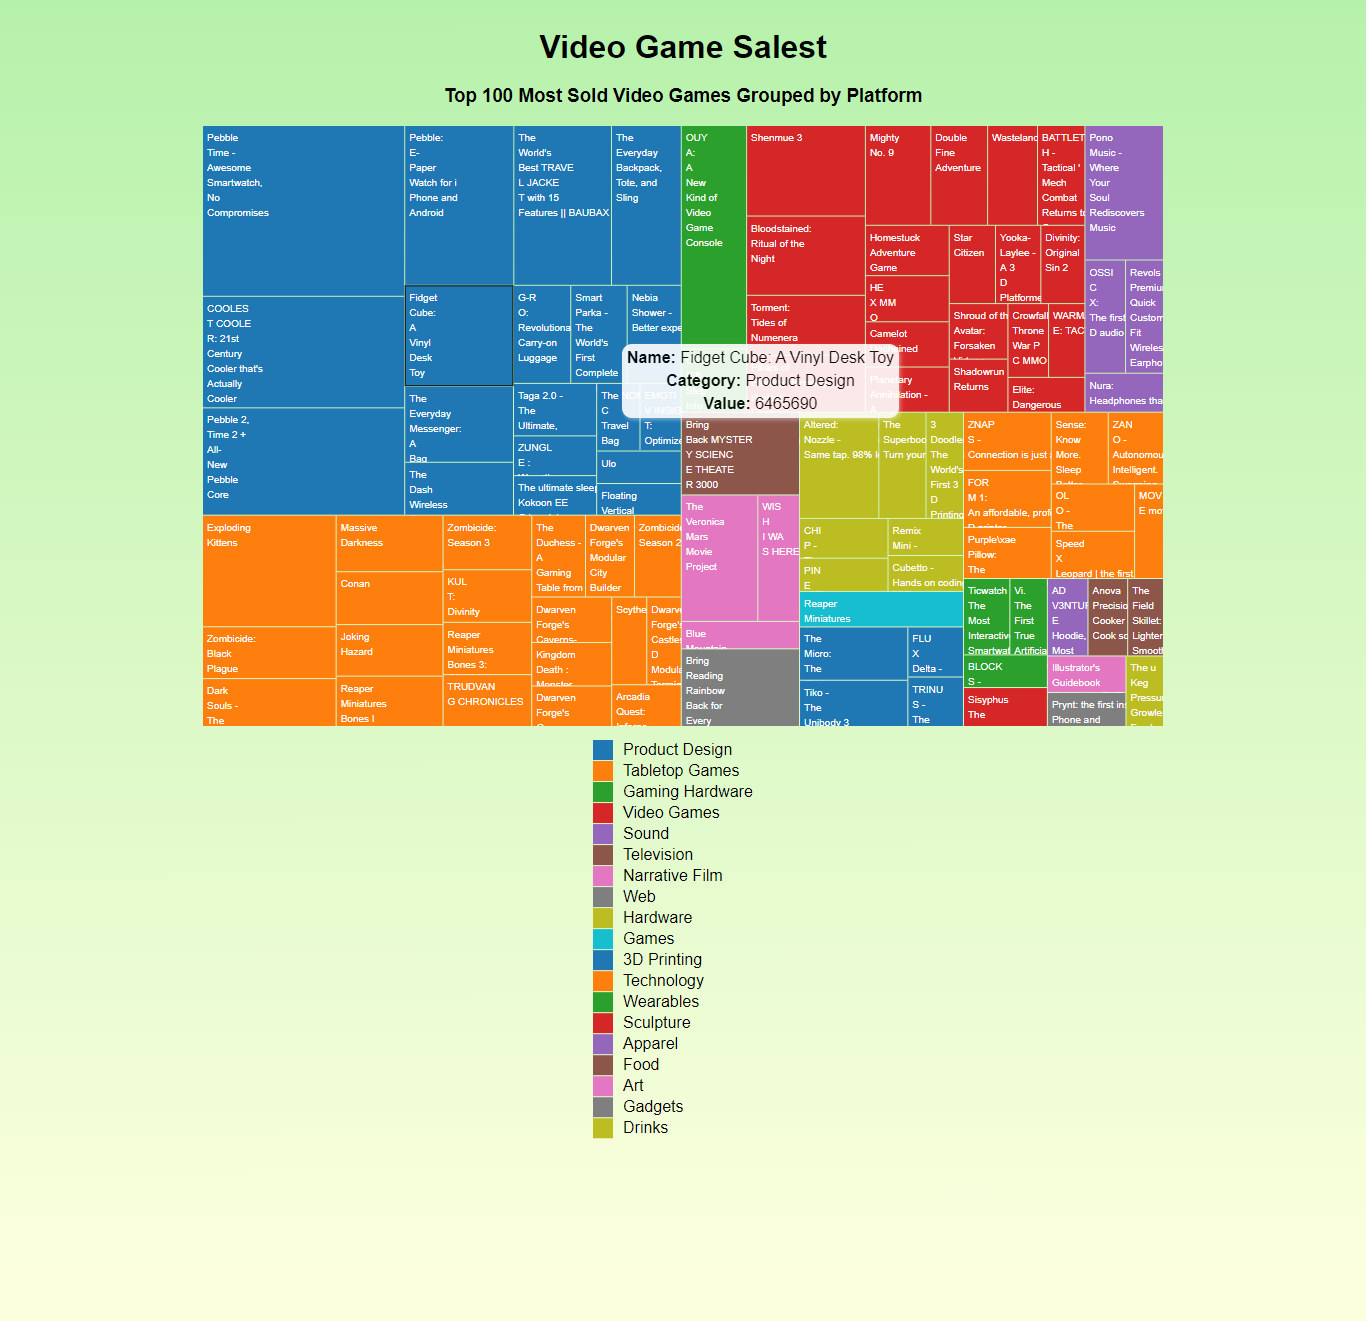 Video Game Salest
Top 100 Most Sold Video Games Grouped by Platform
Pebble
Time -
Awesome
Smartwatch,
No
Compromises
COOLES
T COOLE
R: 21st
Century
Cooler that's
Actually
Cooler
Pebble 2,
Time 2 +
All-
New
Pebble
Core
Pebble:
E-
Paper
Watch for i
Phone and
Android
Fidget
Cube:
A
Vinyl
Desk
Toy
The
Everyday
Messenger:
A
Bag
The
Dash
Wireless
The
World's
Best TRAVE
L JACKE
T with 15
Features || BAUBAX
The
Everyday
Backpack,
Tote, and
Sling
G-R
O:
Revolutiona
Carry-on
Luggage
Smart
Parka -
The
World's
First
Complete
Nebia
Shower -
Better expe
Taga 2.0 -
The
Ultimate,
ZUNGL
E :
The ultimate sleep
Kokoon EE
The NO
C
Travel
Bag
EMOTI
V INSIG
T:
Optimize
Ulo
Floating
Vertical
Exploding
Kittens
Zombicide:
Black
Plague
Dark
Souls -
The
Massive
Darkness
Conan
Joking
Hazard
Reaper
Miniatures
Bones I
Zombicide:
Season 3
KUL
T:
Divinity
Reaper
Miniatures
Bones 3:
TRUDVAN
G CHRONICLES
The
Duchess -
A
Gaming
Table from
Dwarven
Forge's
Modular
City
Builder
Zombicide
Season 2
Dwarven
Forge's
Caverns-
Kingdom
Death :
Monster
Dwarven
Forge's
Scythe
Dwarve
Forge's
Castles
D
Modula
Arcadia
Quest:
Inferno
OUY
A:
A
New
Kind of
Video
Game
Console
Shenmue 3
Bloodstained:
Ritual of the
Night
Torment:
Tides of
Numenera
Mighty
No. 9
Double
Fine
Adventure
Wasteland
BATTLET
H -
Tactical '
Mech
Combat
Returns to
Homestuck
Adventure
Game
HE
X MM
O
Camelot
Planetary
Annihilation -
Star
Citizen
Yooka-
Laylee -
A 3
D
Platforme
Divinity:
Original
Sin 2
Shroud of th
Avatar:
Forsaken
Crowfall
Throne
War P
C MMO
WARM
E: TAC
Shadowrun
Returns
Elite:
Dangerous
Pono
Music -
Where
Your
Soul
Rediscovers
Music
OSSI
C
X:
The first
D audio
Revols
Premiu
Quick
Custom
Fit
Wireles
Earpho
Nura:
Headphones tha
Name: Fidget Cube: A Vinyl Desk Toy
Category: Product Design
Value: 6465690
Bring
Back MYSTER
Y SCIENC
E THEATE
R 3000
The
Veronica
Mars
Movie
Project
WIS
H
I WA
S HERE
Blue
Mountain
Bring
Reading
Rainbow
Back for
Every
Altered:
Nozzle -
Same tap. 98% l
The
Superboo
Turn your
3
Doodle
The
World's
First 3
D
Printing
CHI
P -
Remix
Mini -
PIN
E
Cubetto -
Hands on coding
Reaper
Miniatures
The
Micro:
The
FLU
X
Delta -
Tiko -
The
Unibody 3
TRINU
S -
The
ZNAP
S -
Connection is just
FOR
M 1:
An affordable, prof
D printer
Purple\xae
Pillow:
The
Sense:
Know
More.
Sleep
Better
ZAN
O -
Autonomou
Intelligent.
OL
O -
The
MOV
E mo
Speed
X
Leopard | the first
Ticwatch
The
Most
Interactiv
Smartwat
Vi.
The
First
True
Artificia
BLOCK
S -
Sisyphus
The
AD
V3NTUR
E
Hoodie,
Most
Anova
Precisio
Cooker
Cook so
The
Field
Skillet:
Lighter
Smooth
Illustrator's
Guidebook
Prynt: the first ins
Phone and
The u
Keg
Pressu
Growle
Product Design
Tabletop Games
Gaming Hardware
Video Games
Sound
Television
Narrative Film
Web
Hardware
Games
3D Printing
Technology
Wearables
Sculpture
Apparel
Food
Art
Gadgets
Drinks